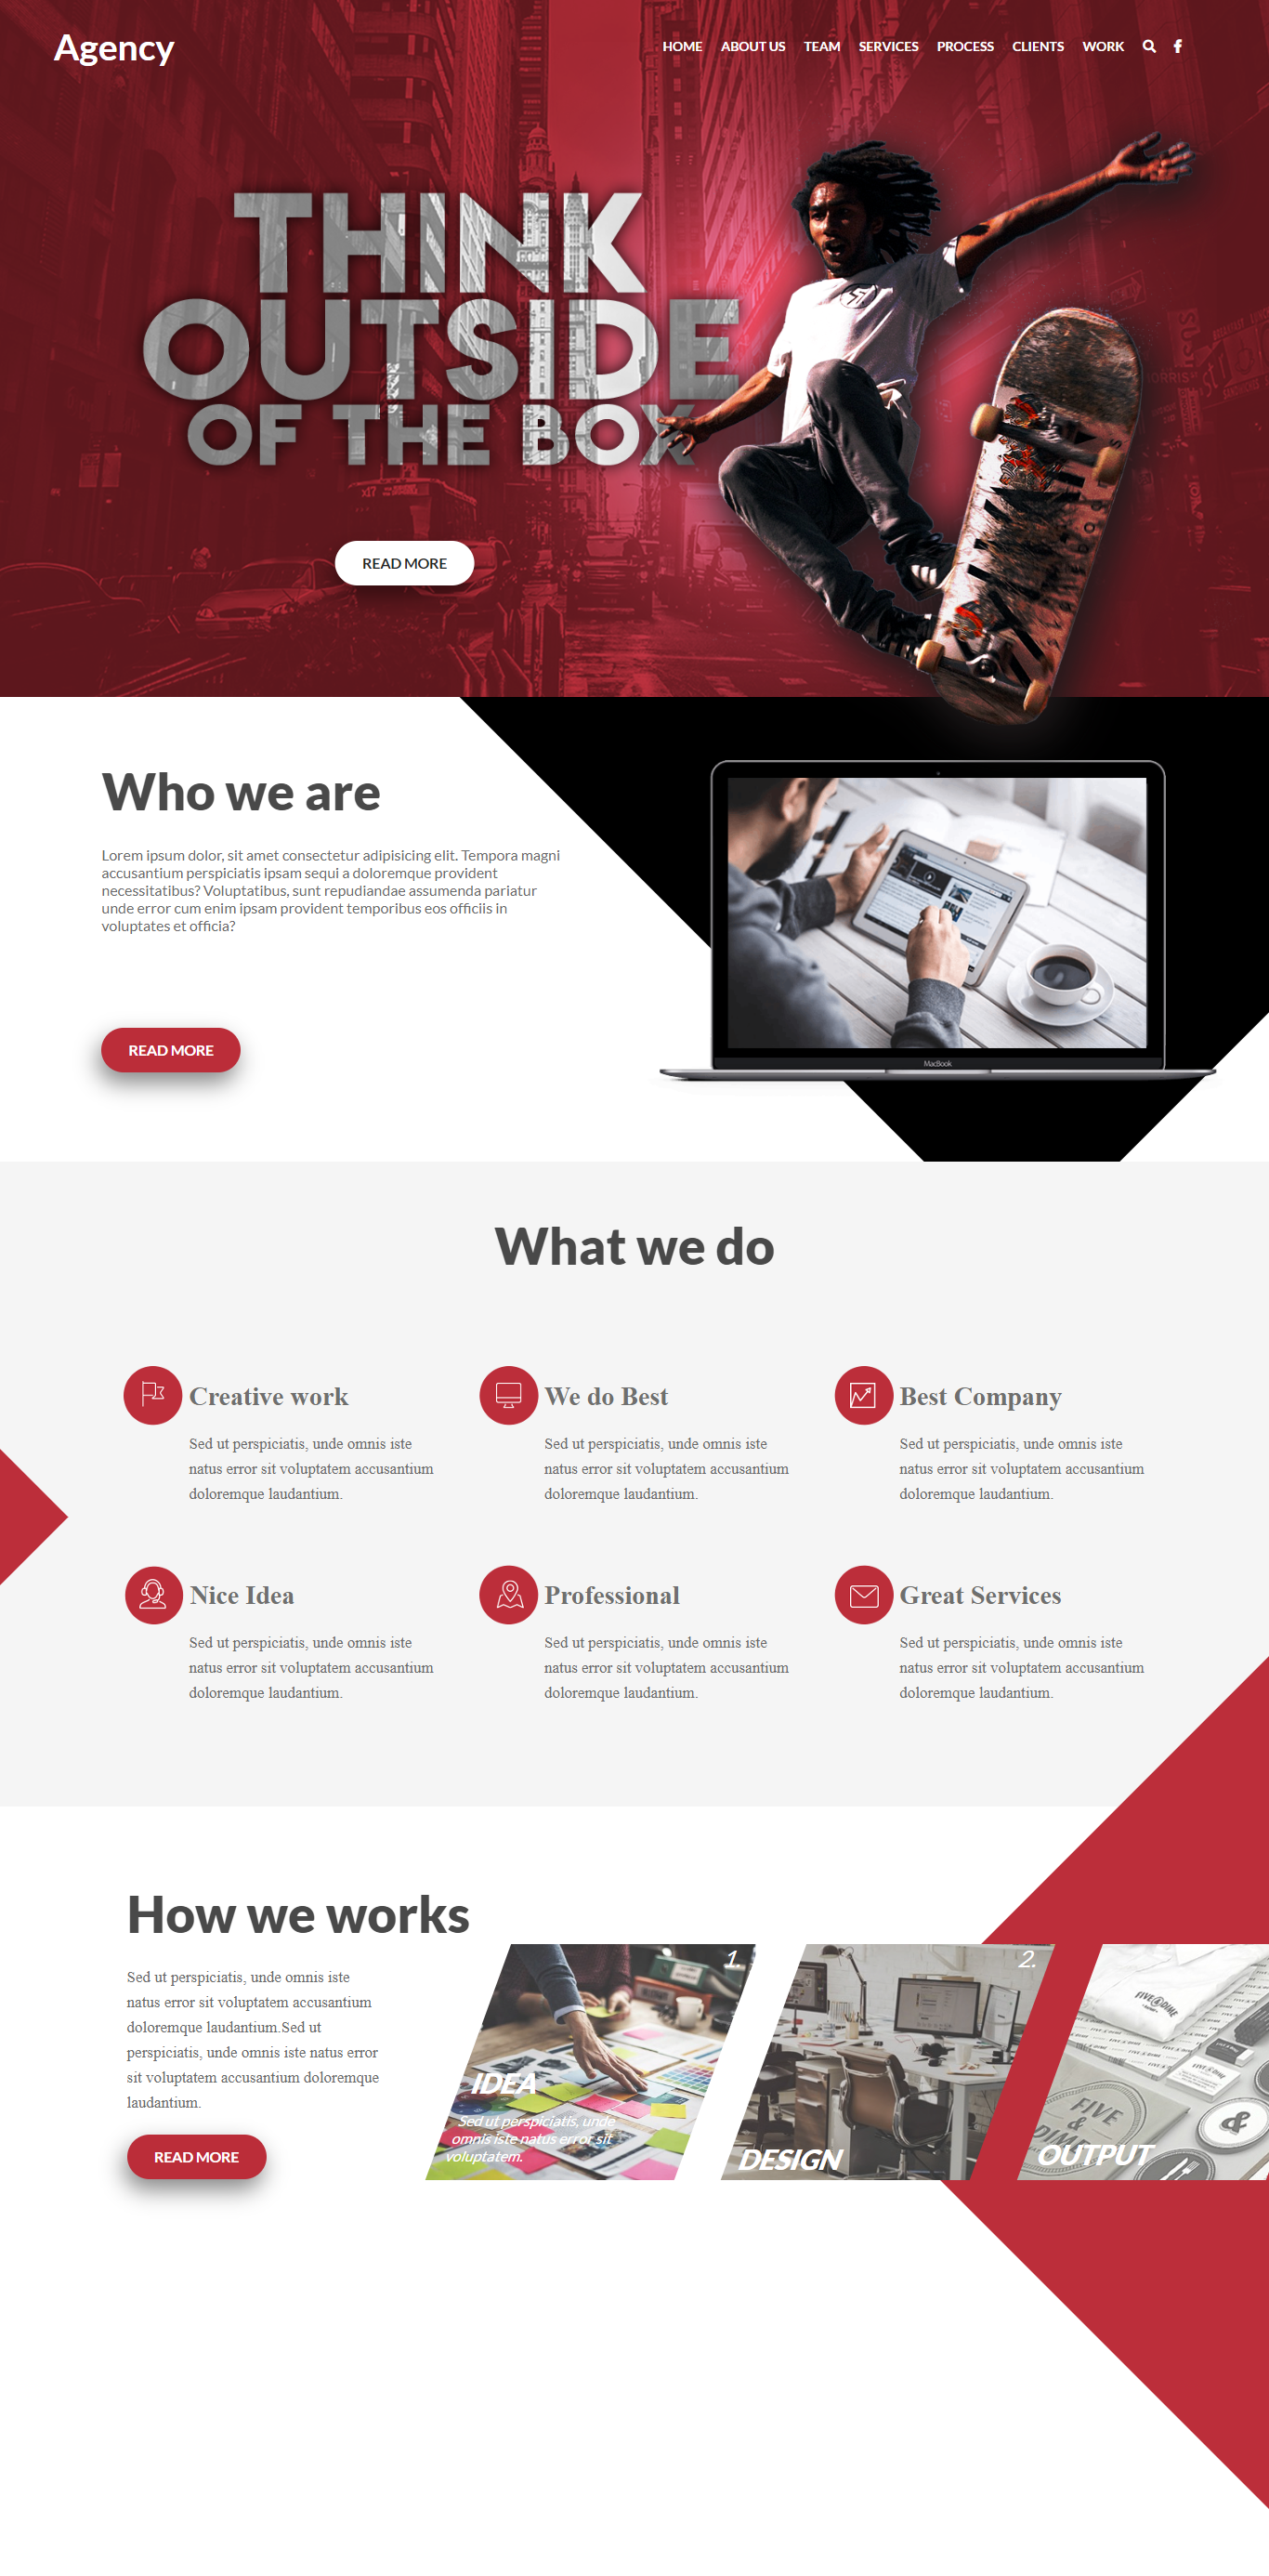 Agency
HOME ABOUT US TEAM SERVICES PROCESS CLIENTS WORK
THINK
OUTSIDE
OF THE BOX
READ MORE
Who we are
Lorem ipsum dolor, sit amet consectetur adipisicing elit. Tempora magni
accusantium perspiciatis ipsam sequi a doloremque provident
necessitatibus? Voluptatibus, sunt repudiandae assumenda pariatur
unde error cum enim ipsam provident temporibus eos officiis in
voluptates et officia?
READ MORE
MacBook
What we do
Creative work
Sed ut perspiciatis, unde omnis iste
natus error sit voluptatem accusantium
doloremque laudantium.
We do Best
Sed ut perspiciatis, unde omnis iste
natus error sit voluptatem accusantium
doloremque laudantium.
Best Company
Sed ut perspiciatis, unde omnis iste
natus error sit voluptatem accusantium
doloremque laudantium.
Nice Idea
Sed ut perspiciatis, unde omnis iste
natus error sit voluptatem accusantium
doloremque laudantium.
Professional
Sed ut perspiciatis, unde omnis iste
natus error sit voluptatem accusantium
doloremque laudantium.
Great Services
Sed ut perspiciatis, unde omnis iste
natus error sit voluptatem accusantium
doloremque laudantium.
How we works
Sed ut perspiciatis, unde omnis iste
natus error sit voluptatem accusantium
doloremque laudantium.Sed ut
perspiciatis, unde omnis iste natus error
sit voluptatem accusantium doloremque
laudantium.
READ MORE
1.
IDEA
Sed ut perspiciatis, unde
omnis iste natus error sit
voluptatem.
2.
DESIGN
FIVE & DIME
FIVE
&
DIME
&
OUTPUT